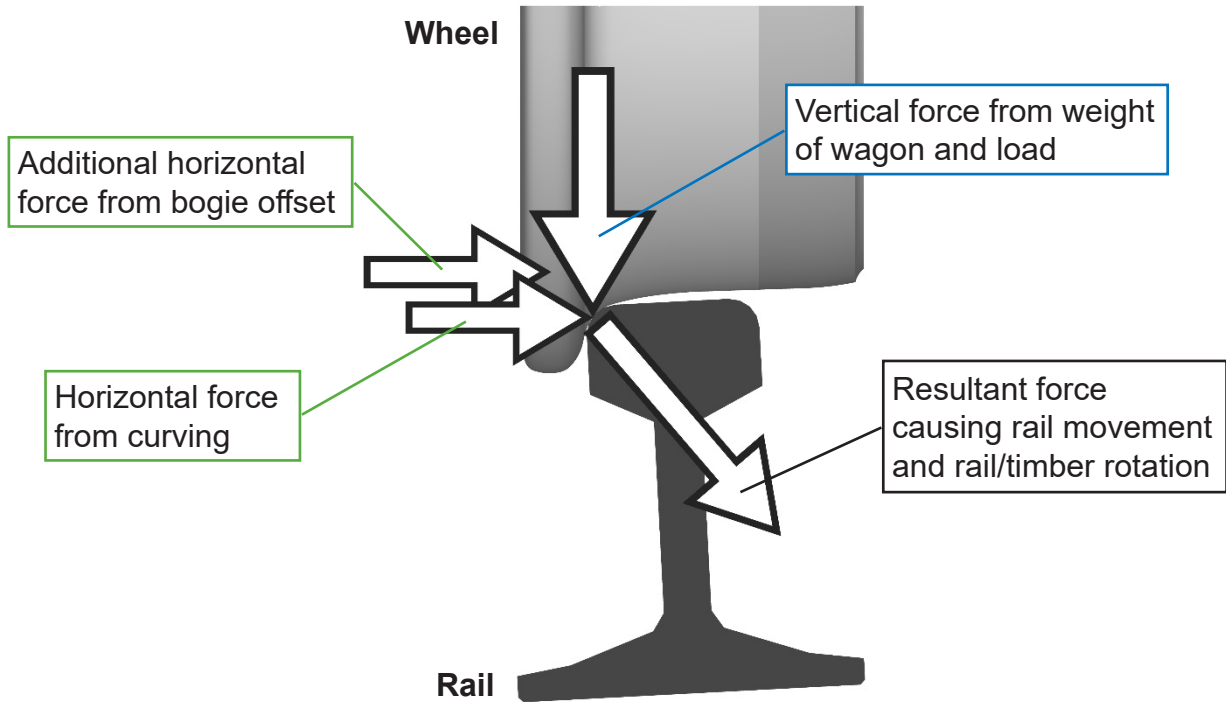 Wheel
Vertical force from weight
of wagon and load
Additional horizontal
force from bogie offset
Horizontal force
from curving
Resultant force
causing rail movement
and rail/timber rotation
Rail